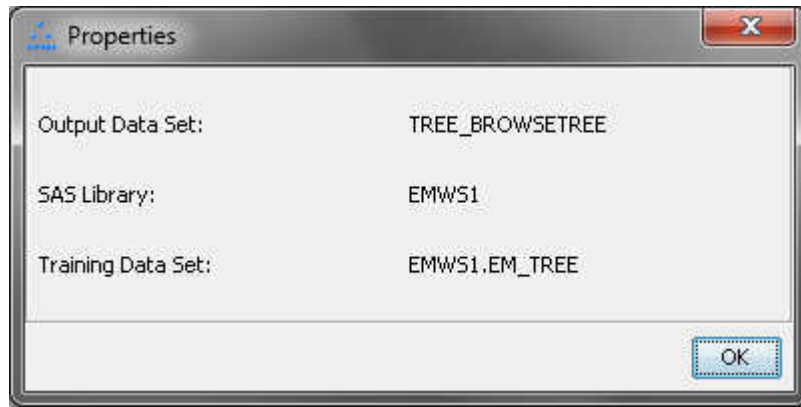 Properties
Output Data Set: TREE_BROWSETREE
SAS Library: EMWS1
Training Data Set: EMWS1.EM_TREE
OK